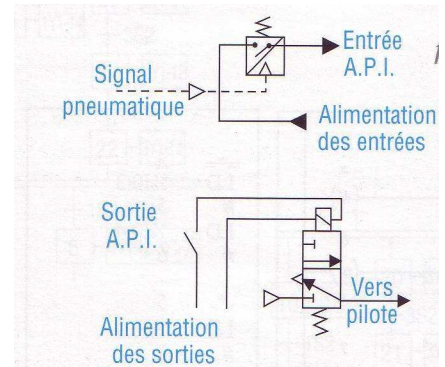 Entrée
A.P.I.
Signal
pneumatique
Alimentation
des entrées
Sortie
A.P.I.
Vers
pilote
Alimentation
des sorties